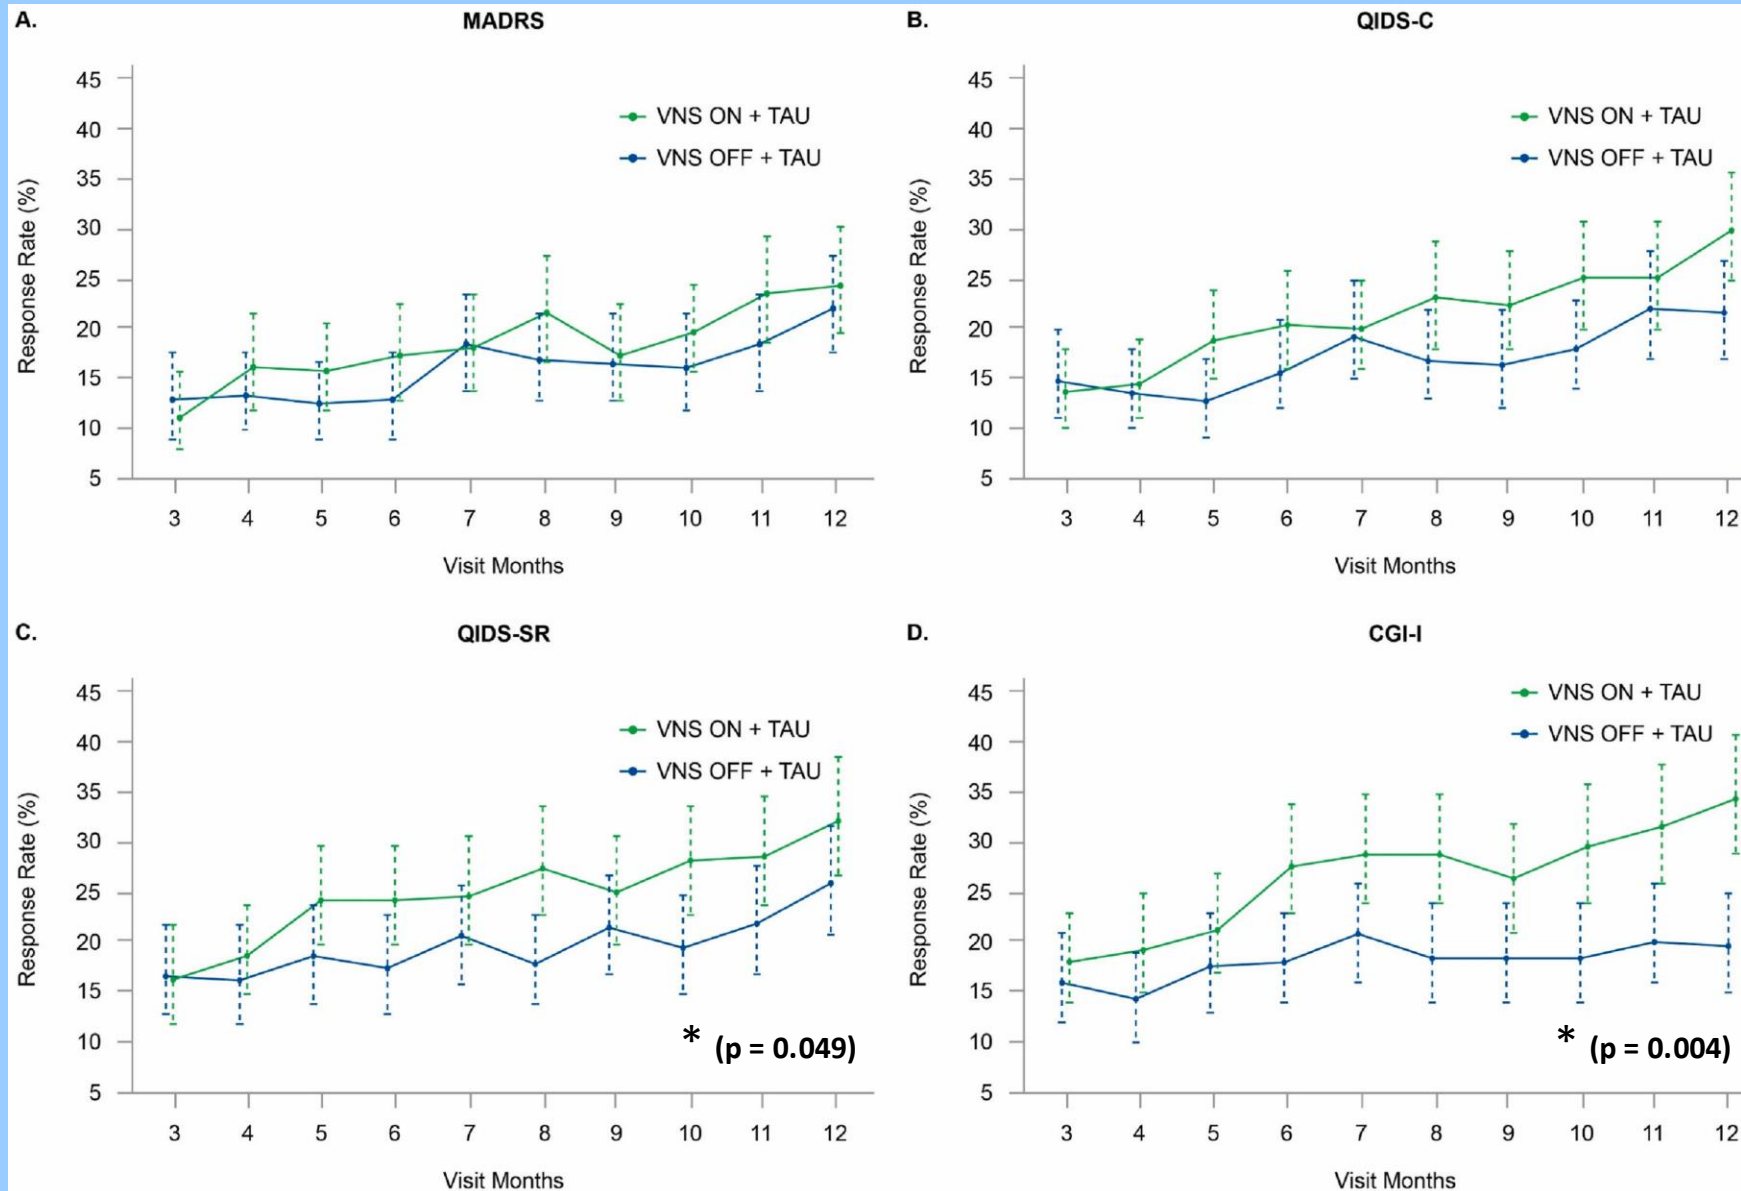 A.
MADRS
Response Rate (%)
45
40
35
30
25
20
15
10
5
VNS ON + TAU
VNS OFF + TAU
3 4 5 6 7 8 9 10 11 12
Visit Months
B.
QIDS-C
Response Rate (%)
45
40
35
30
25
20
15
10
5
VNS ON + TAU
VNS OFF + TAU
3 4 5 6 7 8 9 10 11 12
Visit Months
C.
QIDS-SR
Response Rate (%)
45
40
35
30
25
20
15
10
5
VNS ON + TAU
VNS OFF + TAU
* (p = 0.049)
3 4 5 6 7 8 9 10 11 12
Visit Months
D.
CGI-I
Response Rate (%)
45
40
35
30
25
20
15
10
5
VNS ON + TAU
VNS OFF + TAU
* (p = 0.004)
3 4 5 6 7 8 9 10 11 12
Visit Months